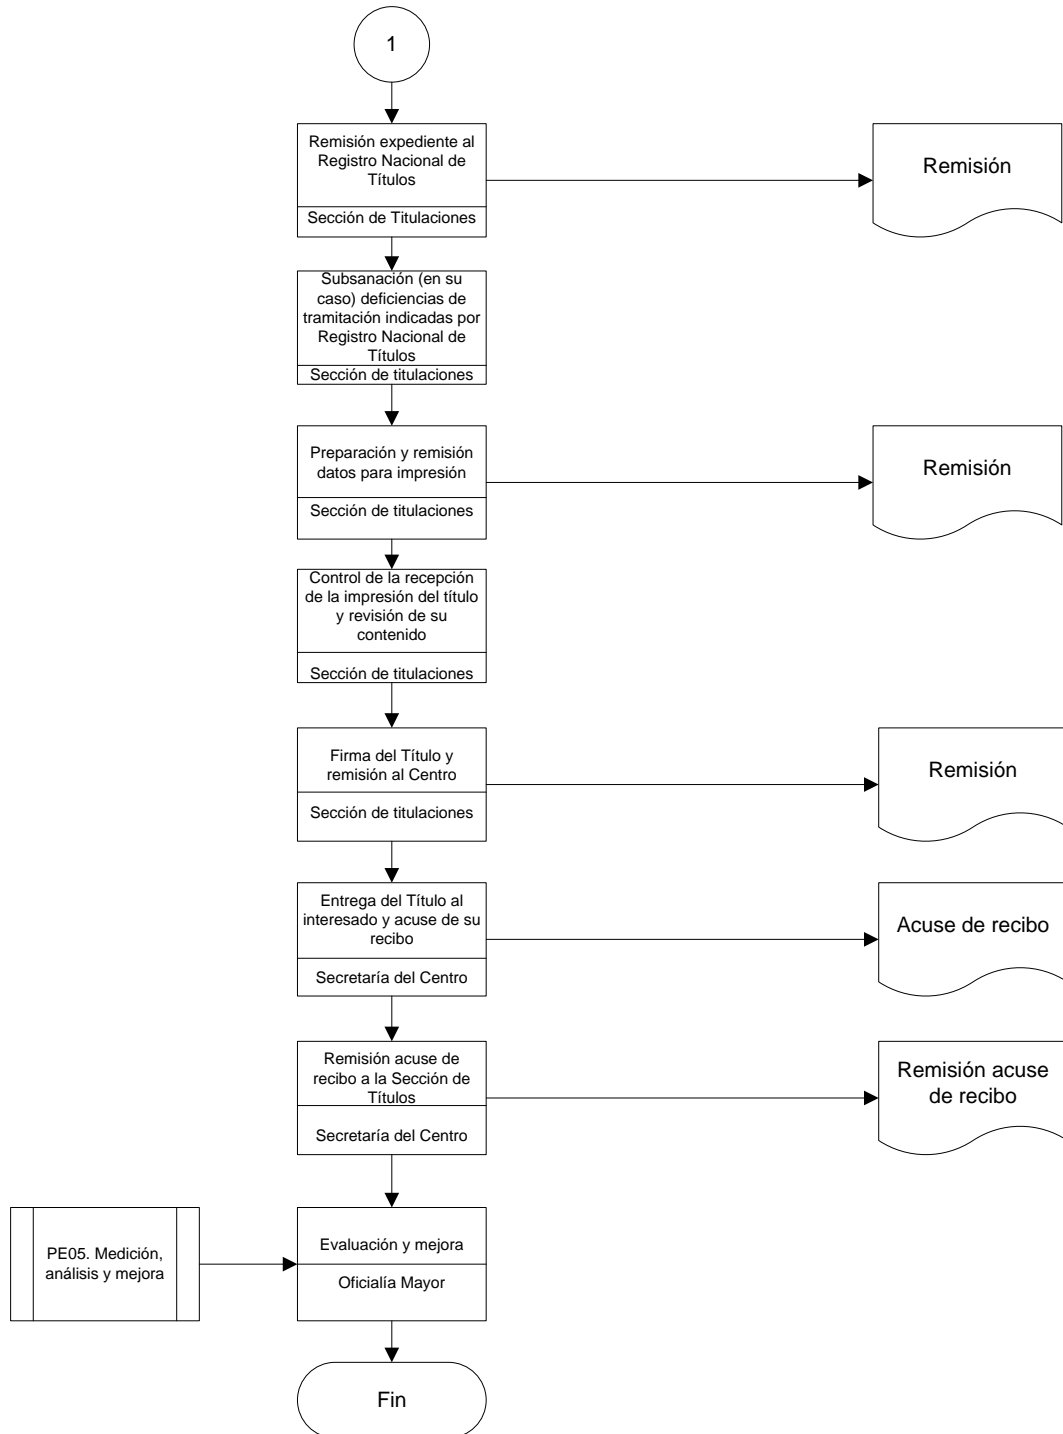 1
Remisión expediente al
Registro Nacional de
Títulos
Sección de Titulaciones
Remisión
Subsanación (en su
caso) deficiencias de
tramitación indicadas por
Registro Nacional de
Títulos
Sección de titulaciones
Preparación y remisión
datos para impresión
Sección de titulaciones
Remisión
Control de la recepción
de la impresión del título
y revisión de su
contenido
Sección de titulaciones
Firma del Título y
remisión al Centro
Sección de titulaciones
Remisión
Entrega del Título al
interesado y acuse de su
recibo
Secretaría del Centro
Acuse de recibo
Remisión acuse de
recibo a la Sección de
Títulos
Secretaría del Centro
Remisión acuse
de recibo
PE05. Medición,
análisis y mejora
Evaluación y mejora
Oficialía Mayor
Fin